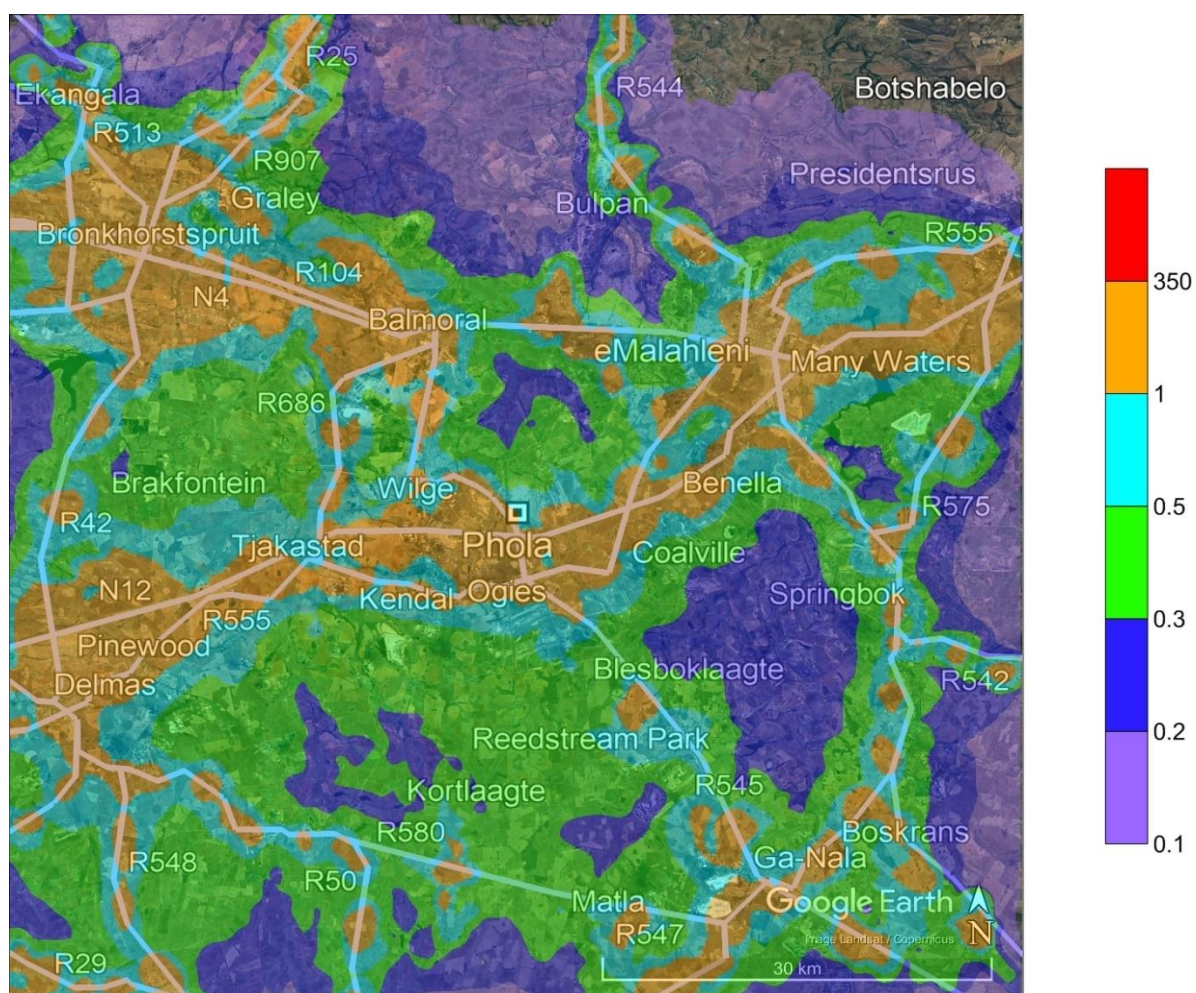 R25
R544
Botshabelo
Ekangala
R513
R907
Presidentsrus
Graley
Bulpan
Bronkhorstspruit
R555
R104
N4
350
Balmoral
eMalahleni
Many Waters
R686
1
Brakfontein
Wilge
Benella
R575
0.5
R42
Tjakastad
Phola
Coalville
N12
Kendal
Ogies
Springbok
R555
0.3
Pinewood
Delmas
Blesboklaagte
R542
Reedstream Park
0.2
R545
Kortlaagte
R580
Boskrans
0.1
R548
R50
Ga-Nala
Matla
Google Earth
R547
Image Landsat / Copernicus
N
R29
30 km